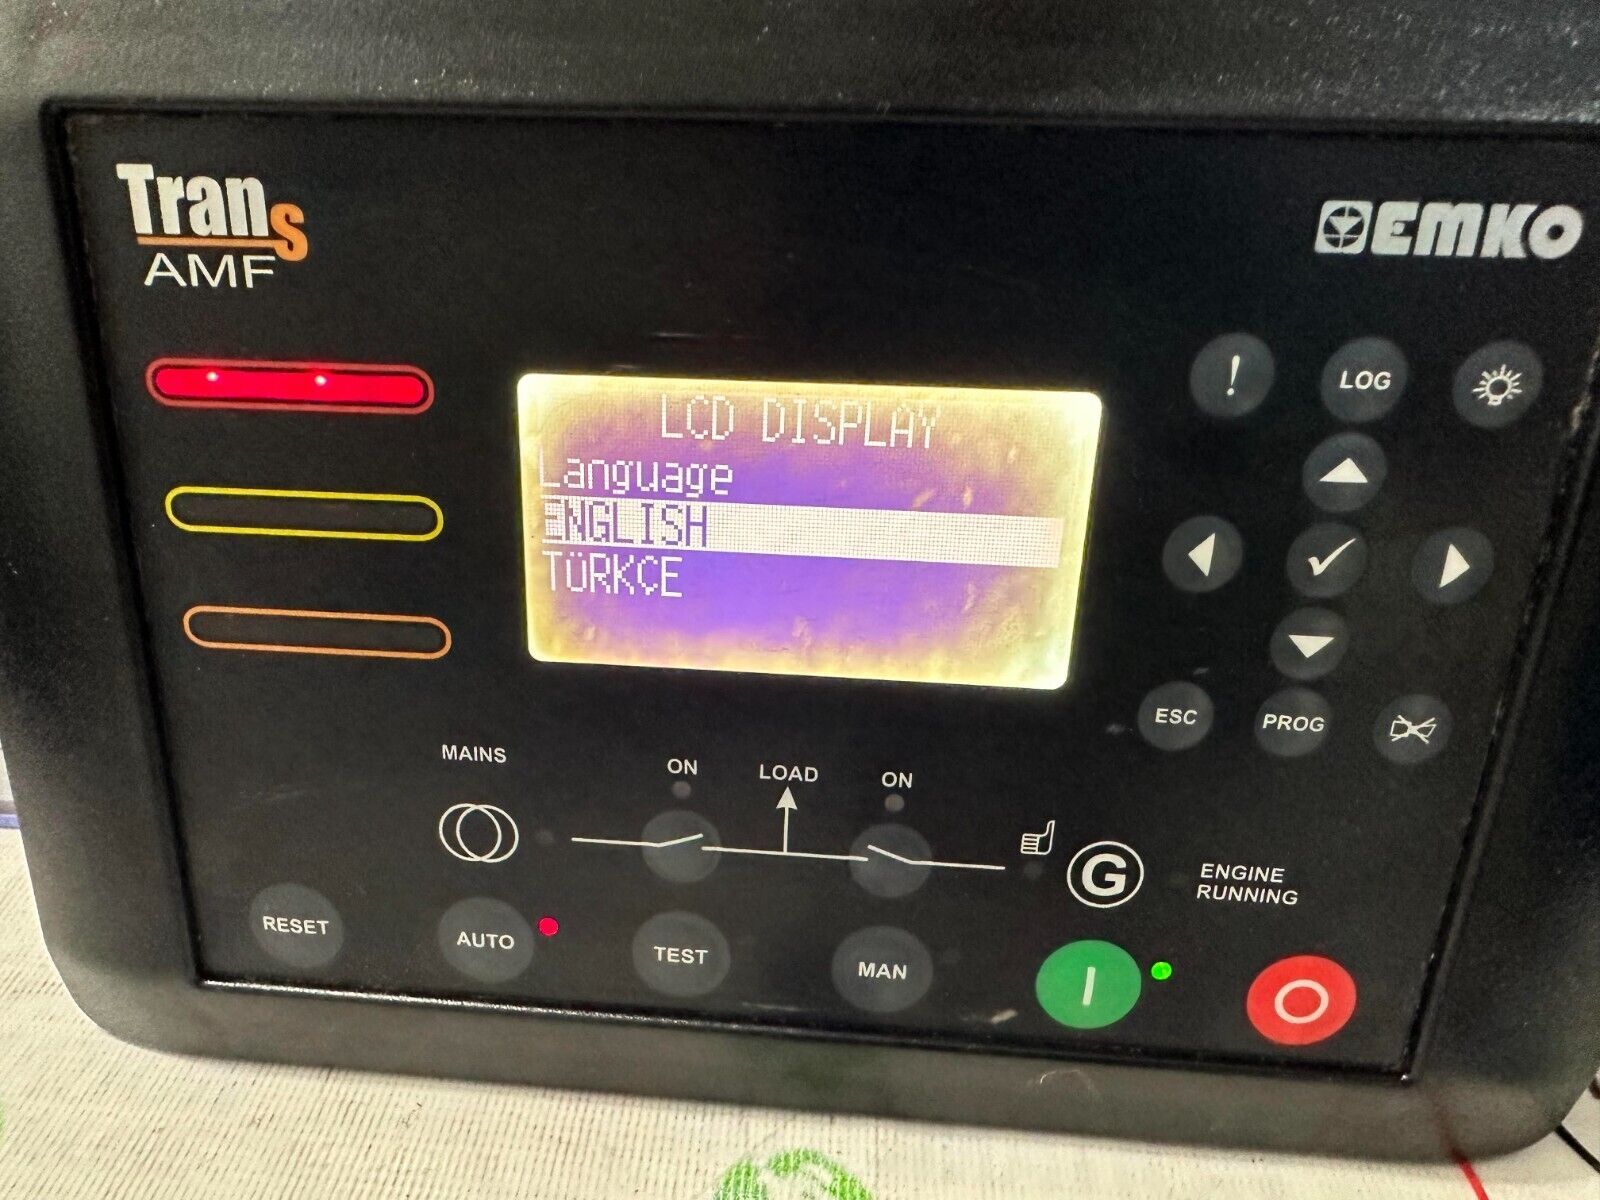 Trans
AMF
EMKO
! LOG
LCD DISPLAY
Language
ENGLISH
TÜRKÇE
ESC PROG
MAINS
ON LOAD ON
G
ENGINE
RUNNING
RESET AUTO TEST MAN I O